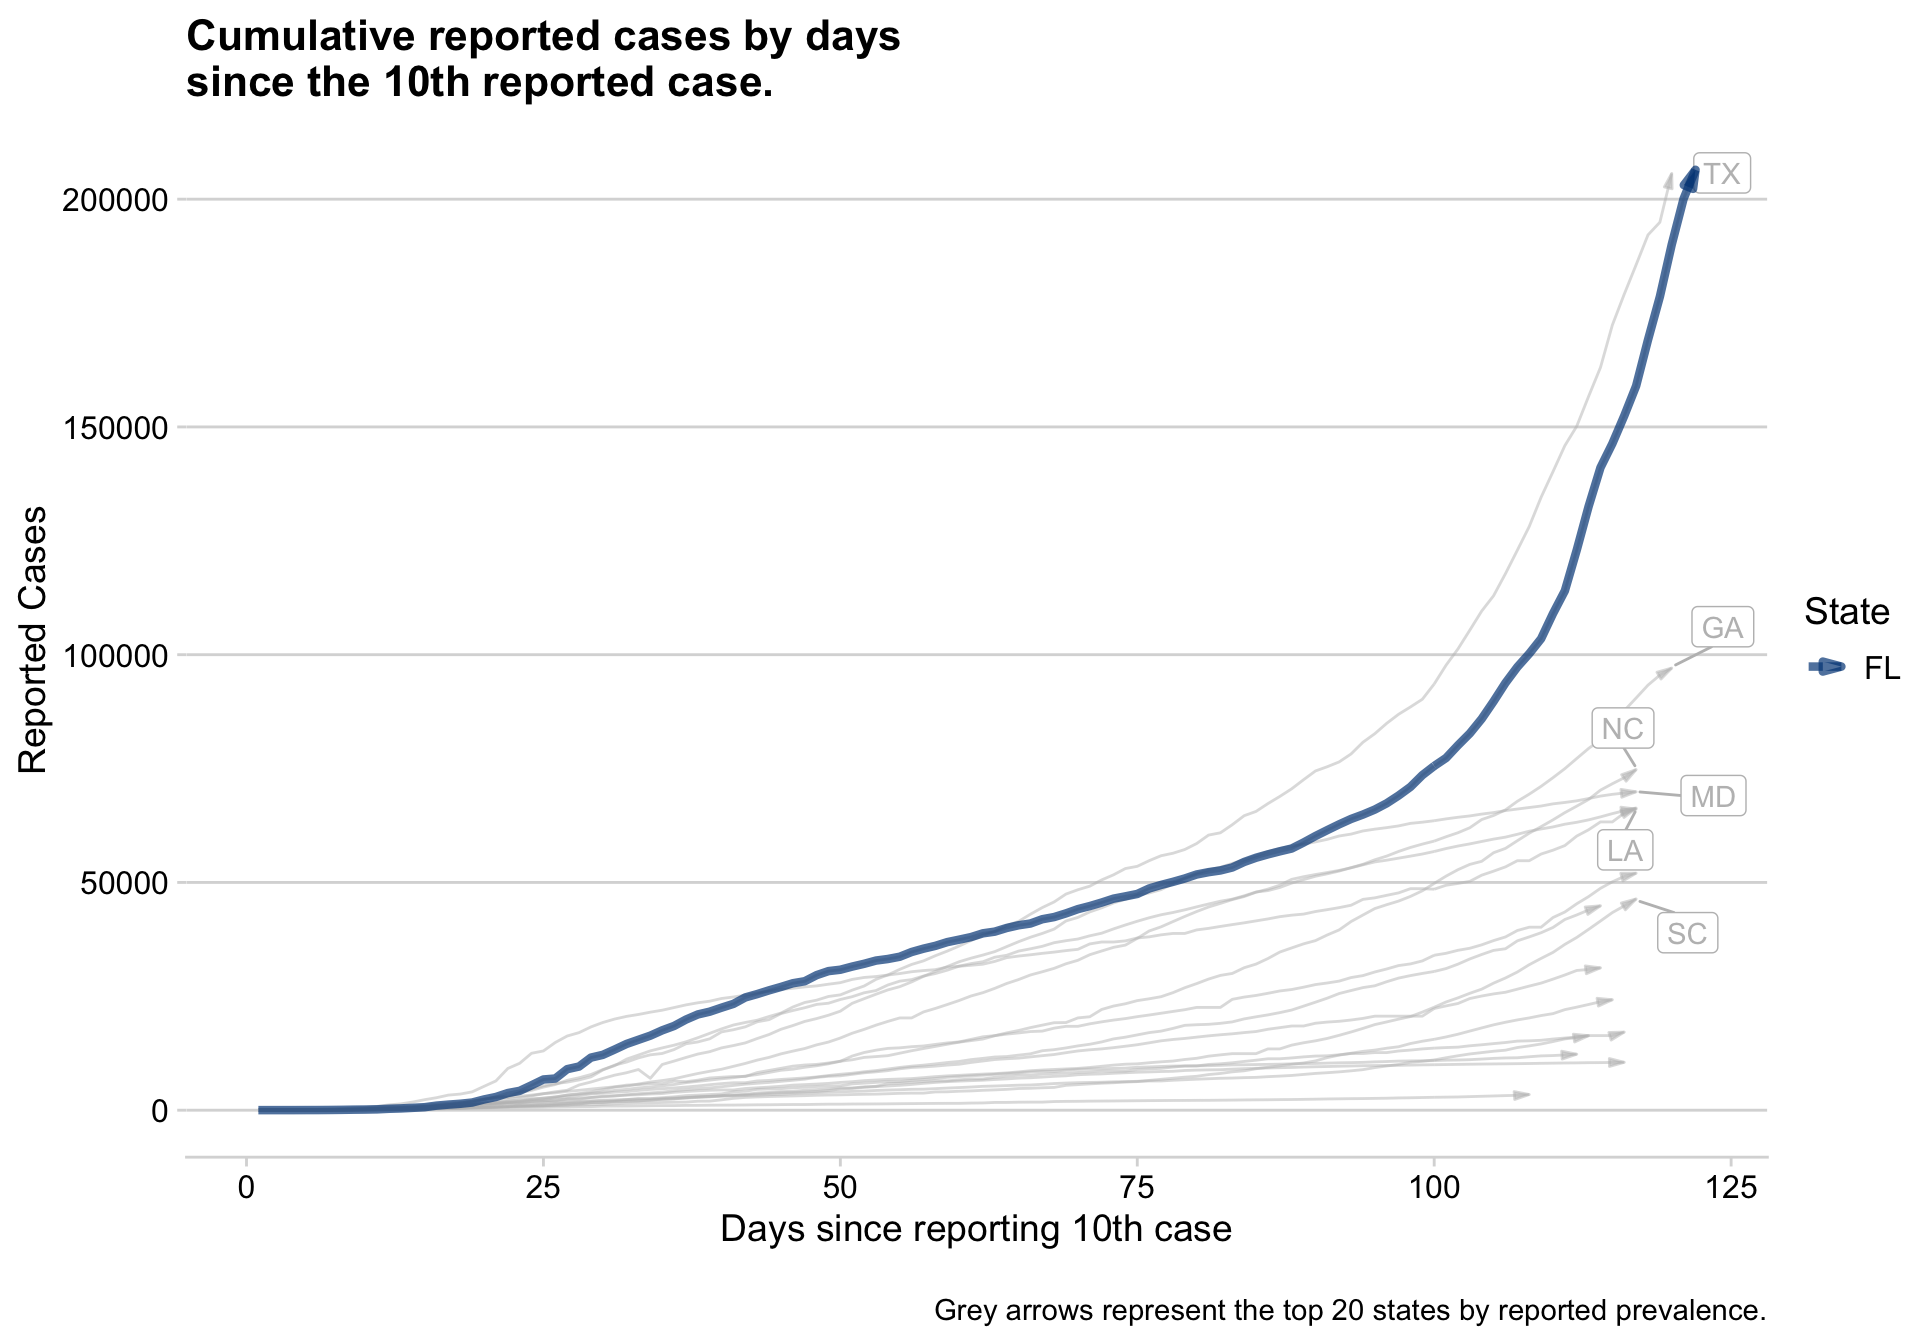 Cumulative reported cases by days
since the 10th reported case.
TX
200000
150000
GA
State
100000
FL
NC
MD
LA
50000
SC
0
Reported Cases
0 25 50 75 100 125
Days since reporting 10th case
Grey arrows represent the top 20 states by reported prevalence.